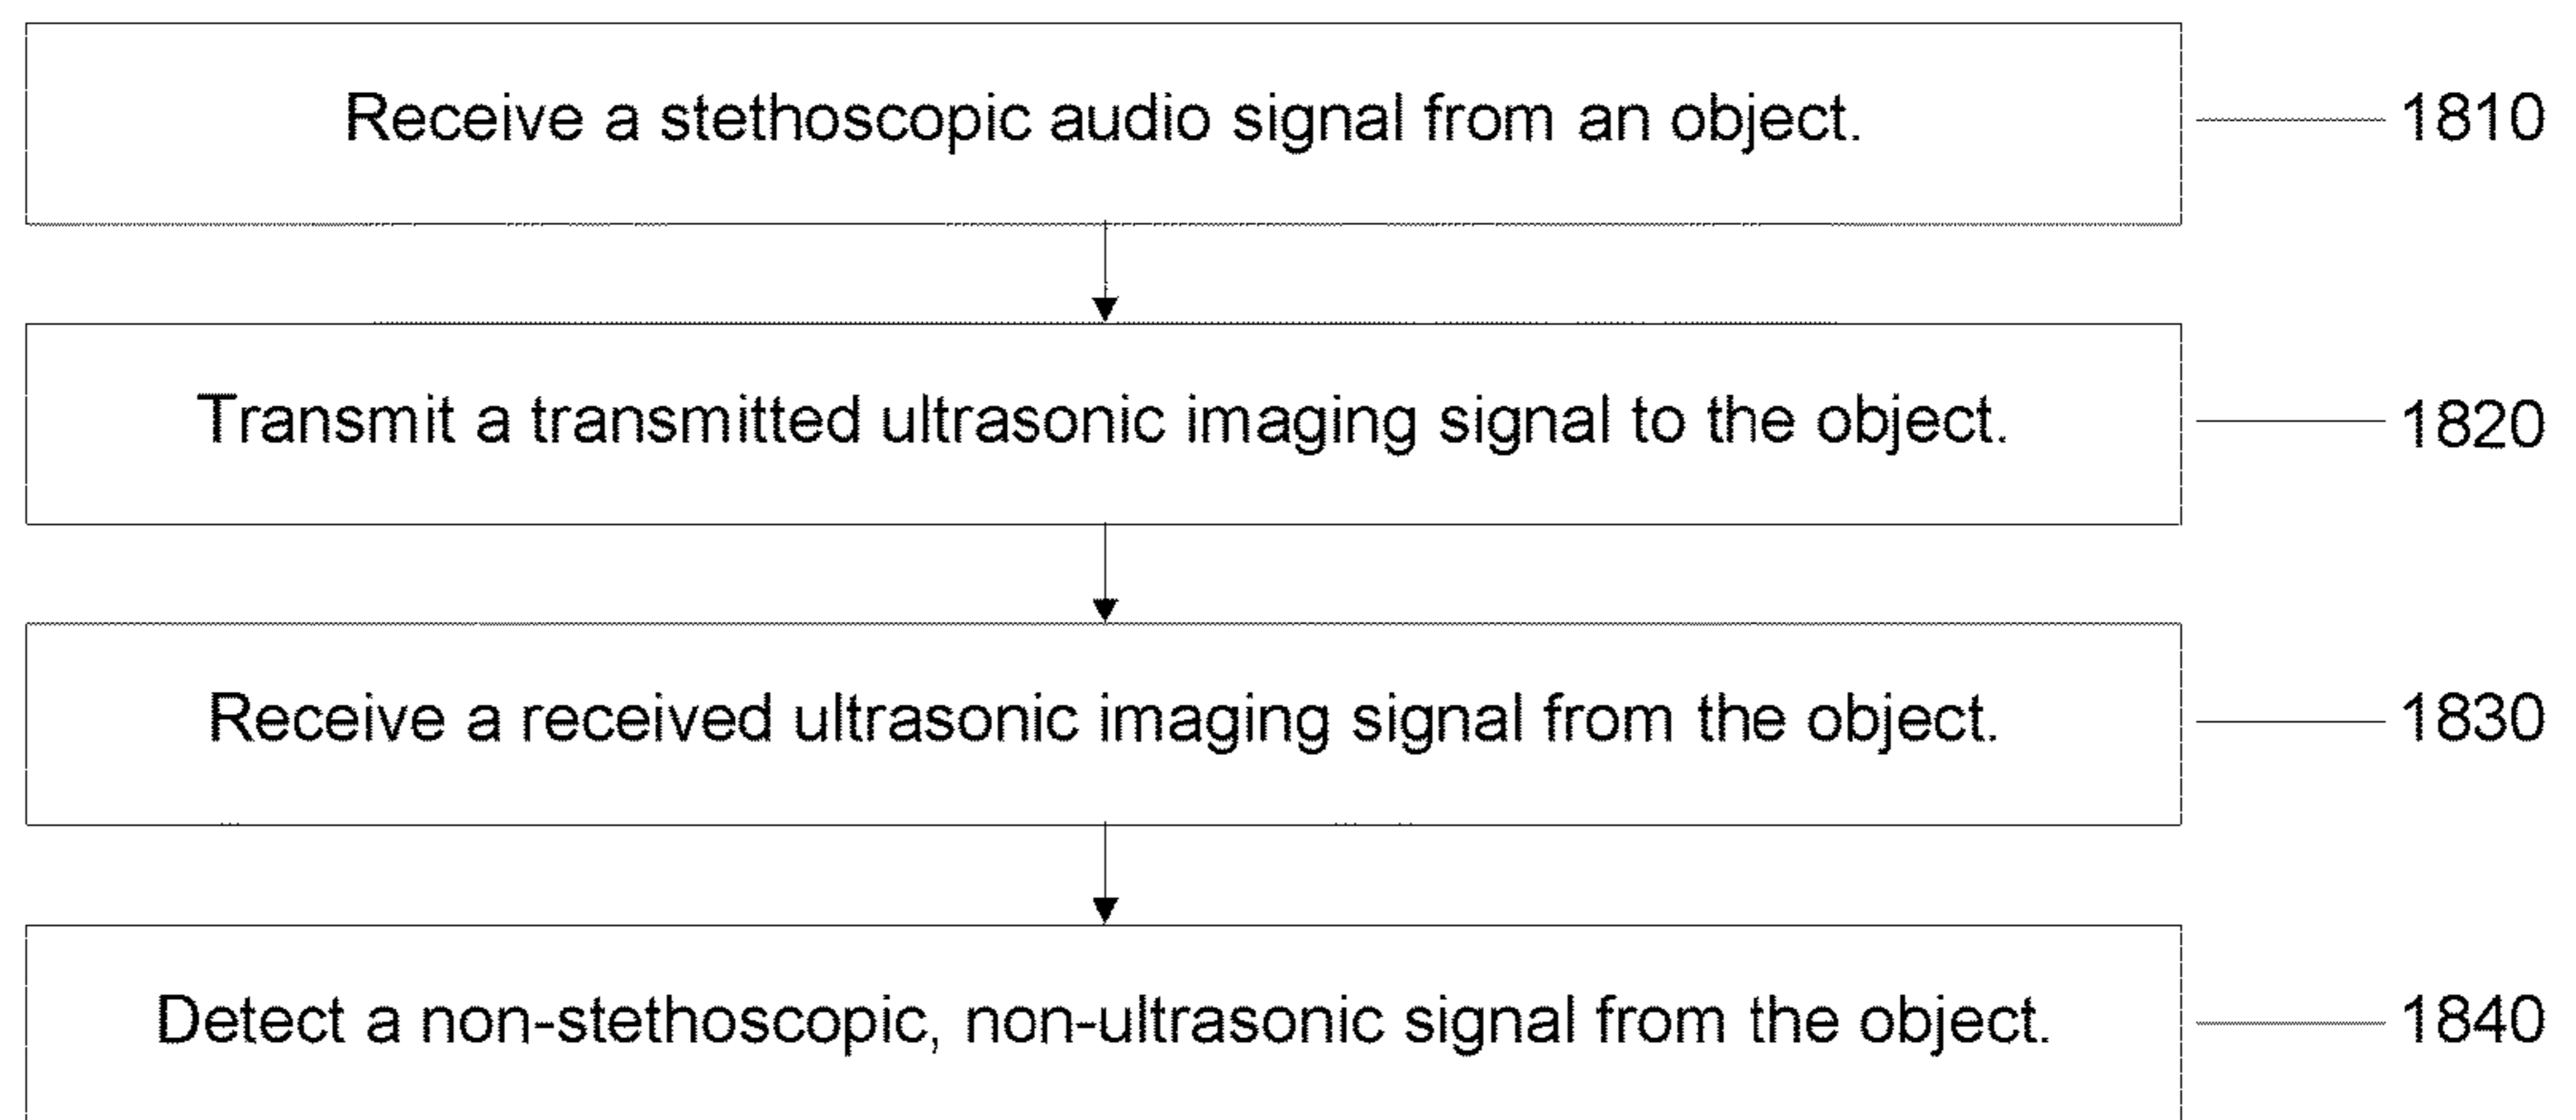 Receive a stethoscopic audio signal from an object. 1810
Transmit a transmitted ultrasonic imaging signal to the object. 1820
Receive a received ultrasonic imaging signal from the object. 1830
Detect a non-stethoscopic, non-ultrasonic signal from the object. 1840